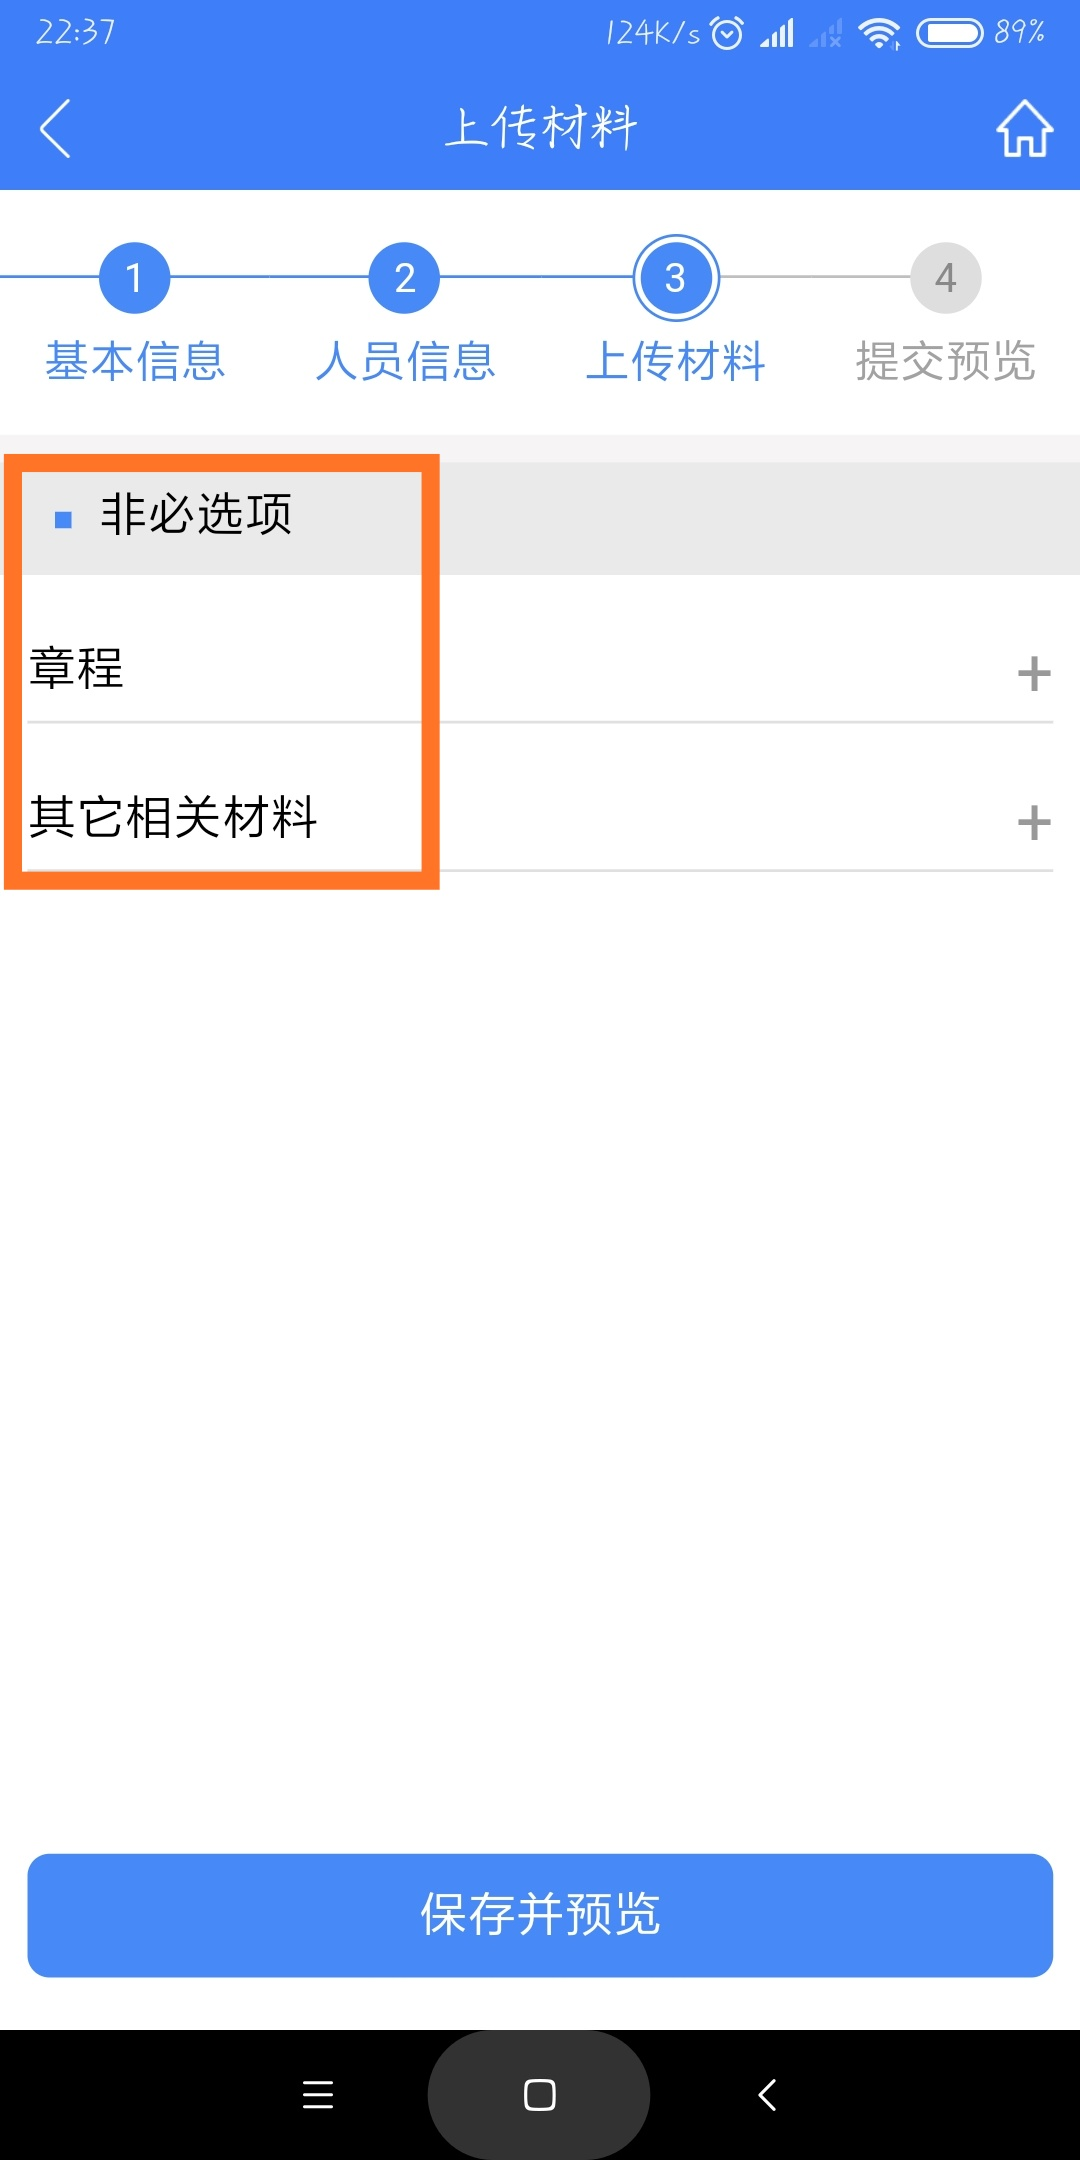 22:37
124K/s
89%
上传材料
1
2
3
4
基本信息
人员信息
上传材料
提交预览
非必选项
章程
+
其它相关材料
+
保存并预览